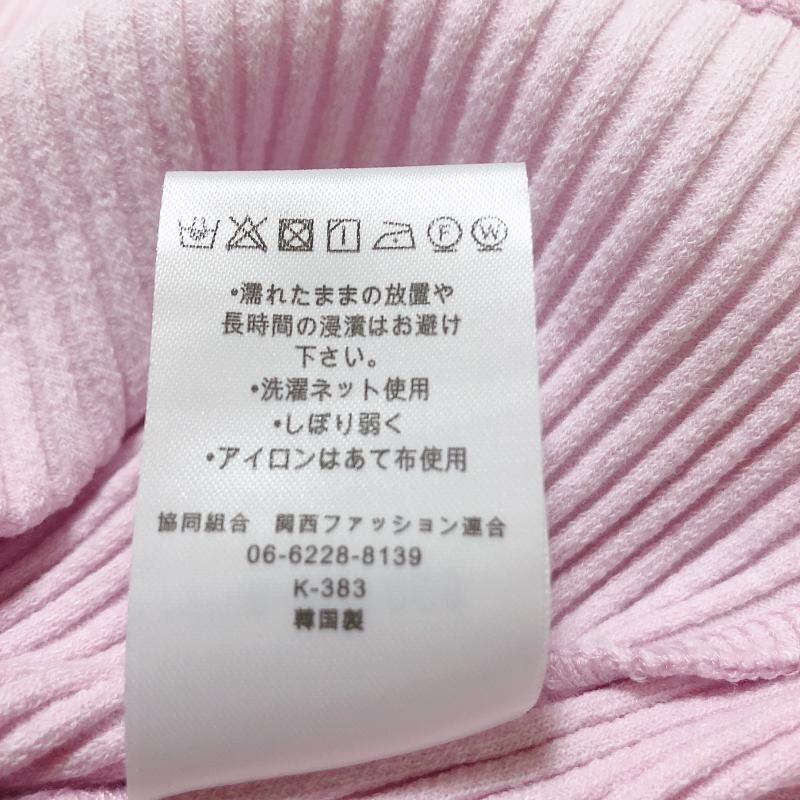 F W
•濡れたままの放置や
長時間の浸濱はお避け
下さい。
•洗濯ネット使用
•しぼり弱く
•アイロンはあて布使用
協同組合 関西ファッション連合
06-6228-8139
K-383
韓国製